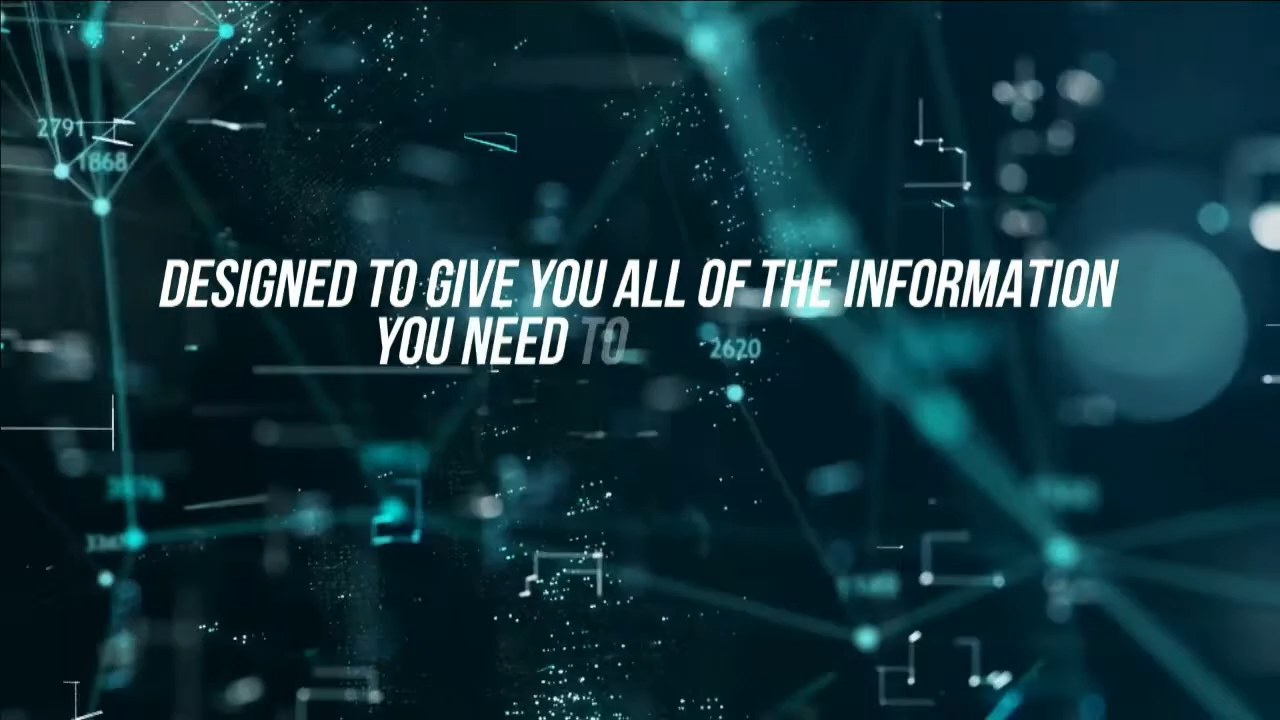 2791
1868
DESIGNED TO GIVE YOU ALL OF THE INFORMATION
YOU NEED TO
2620